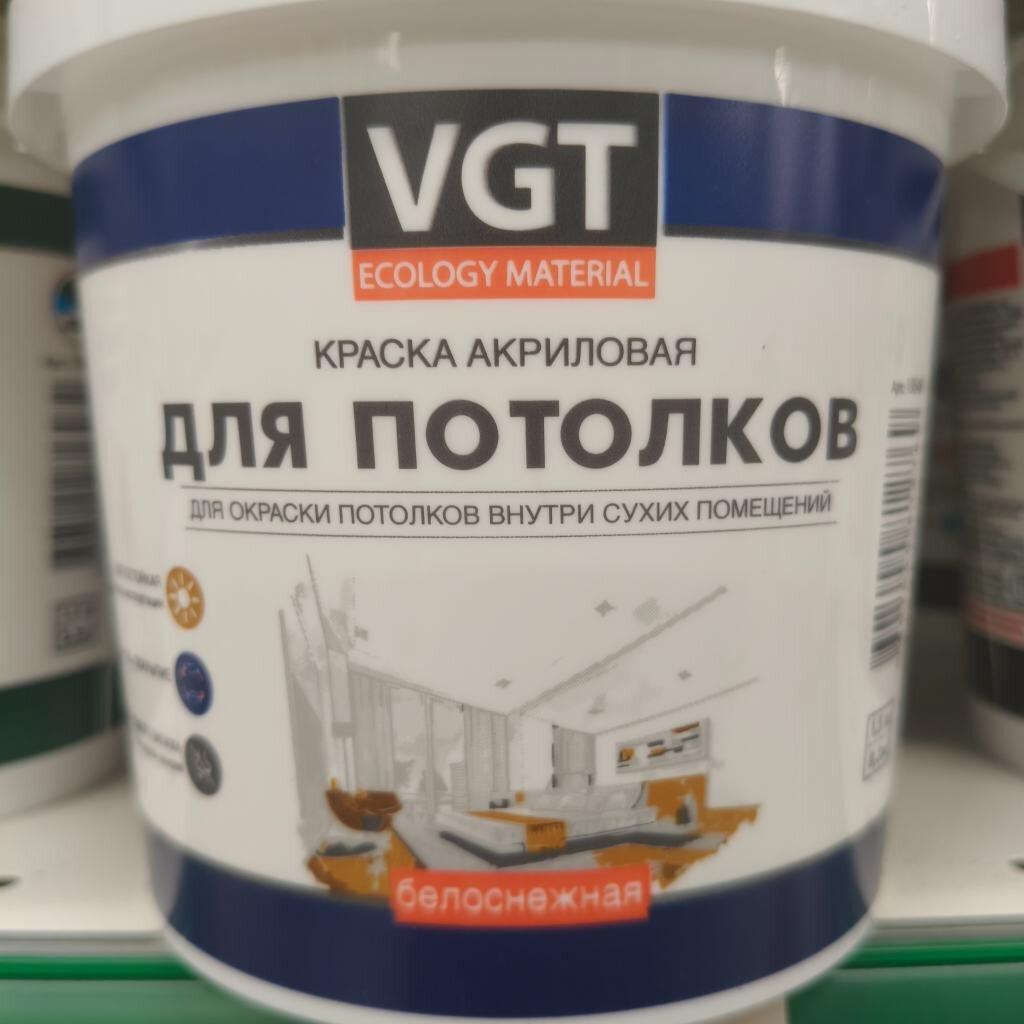 VGT
ECOLOGY MATERIAL
КРАСКА АКРИЛОВАЯ
ДЛЯ ПОТОЛКОВ
ДЛЯ ОКРАСКИ ПОТОЛКОВ ВНУТРИ СУХИХ ПОМЕЩЕНИЙ
белоснежная